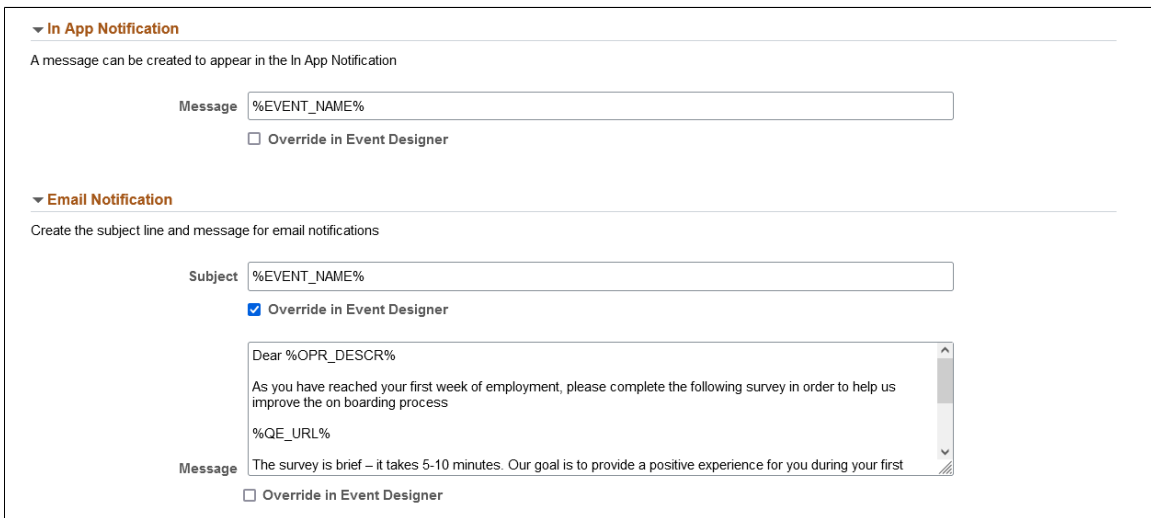 In App Notification
A message can be created to appear in the In App Notification
Message %EVENT_NAME%
Override in Event Designer
Email Notification
Create the subject line and message for email notifications
Subject %EVENT_NAME%
Override in Event Designer
Dear %OPR_DESCR%
As you have reached your first week of employment, please complete the following survey in order to help us
improve the on boarding process
%QE_URL%
Message The survey is brief – it takes 5-10 minutes. Our goal is to provide a positive experience for you during your first
Override in Event Designer